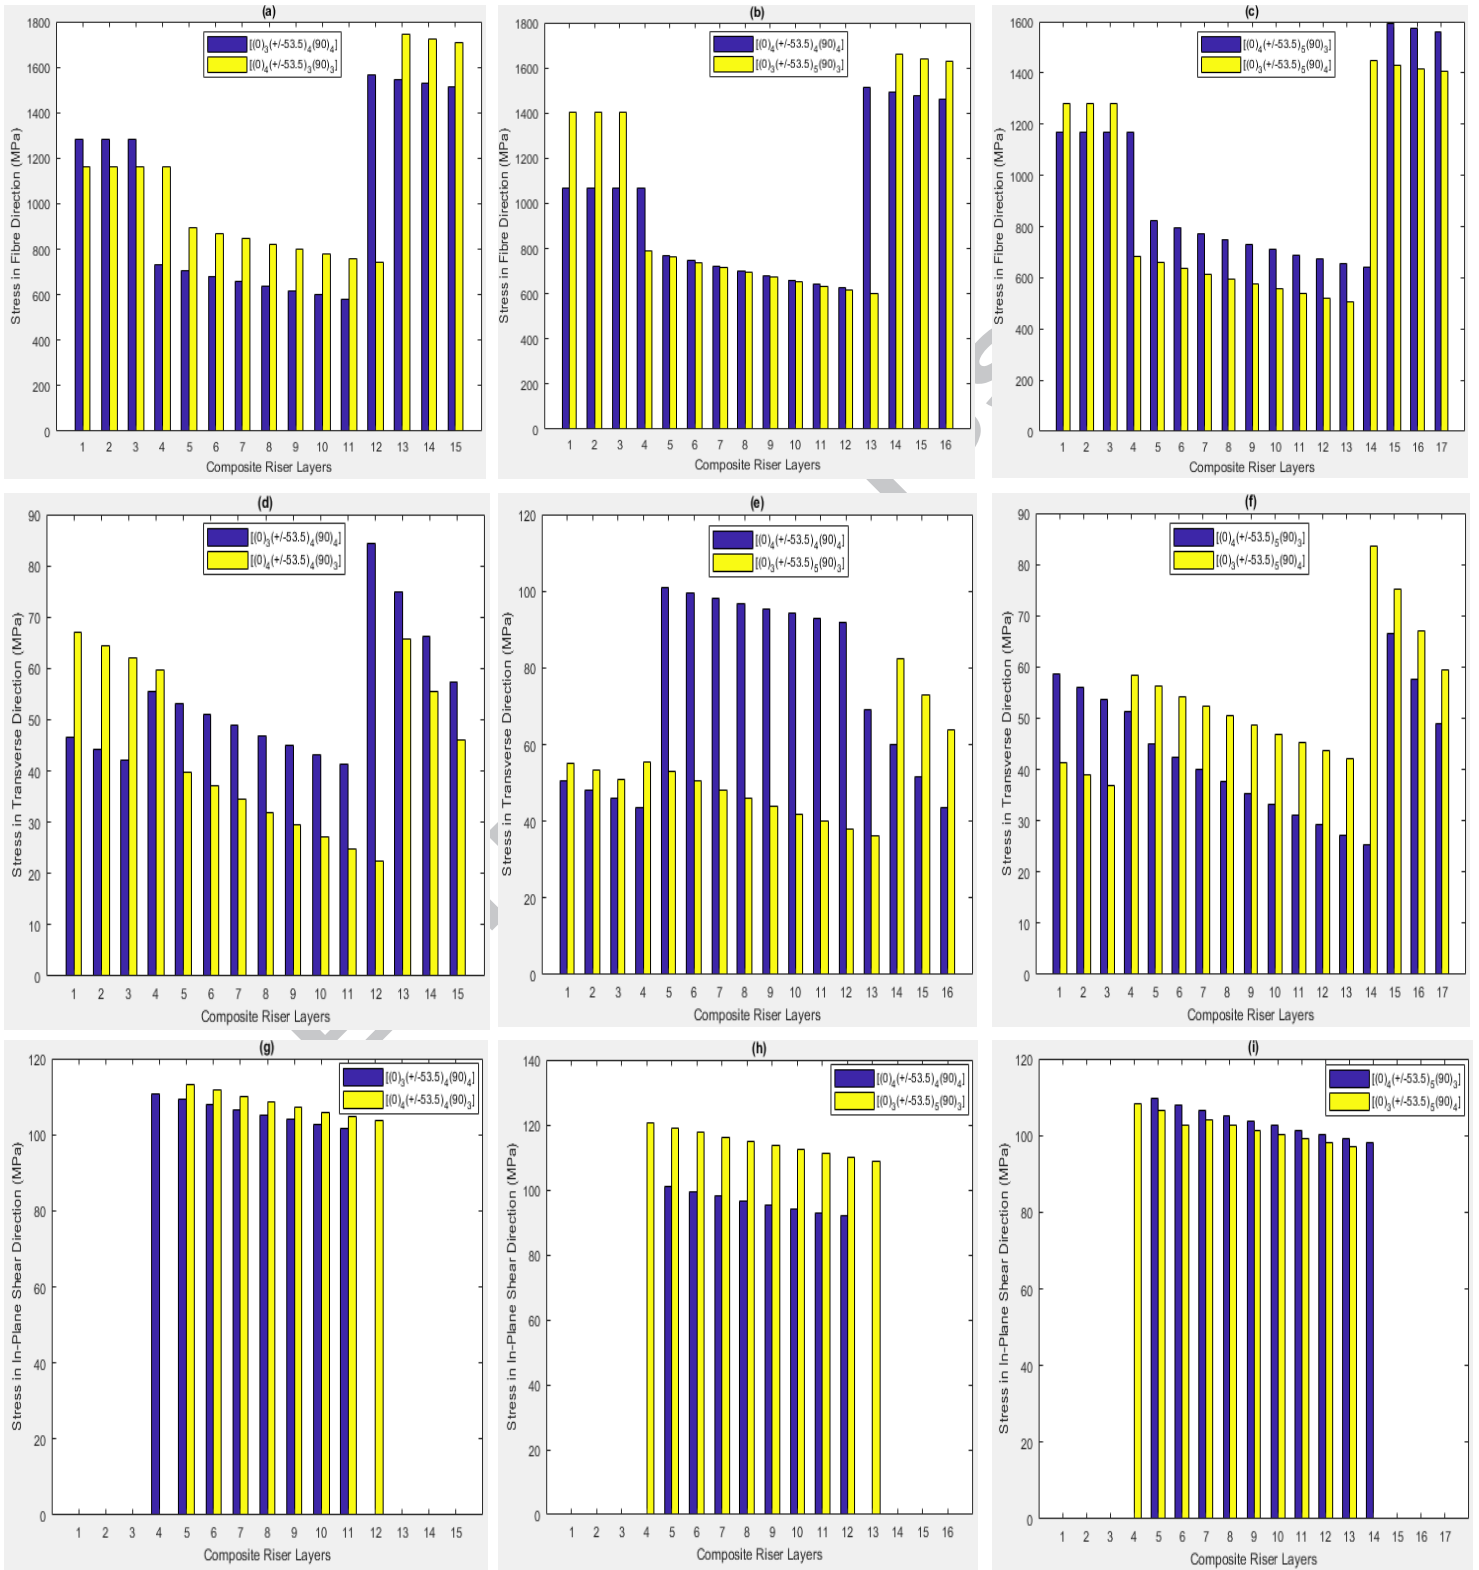 (a)
1800
1600
1400
1200
1000
800
600
400
200
0
Stress in Fibre Direction (MPa)
[(0)3(+/-53.5)4(90)4]
[(0)4(+/-53.5)3(90)3]
1 2 3 4 5 6 7 8 9 10 11 12 13 14 15
Composite Riser Layers
(b)
1800
1600
1400
1200
1000
800
600
400
200
0
Stress in Fibre Direction (MPa)
[(0)4(+/-53.5)4(90)4]
[(0)3(+/-53.5)5(90)3]
1 2 3 4 5 6 7 8 9 10 11 12 13 14 15 16
Composite Riser Layers
(c)
1600
1400
1200
1000
800
600
400
200
0
Stress in Fibre Direction (MPa)
[(0)4(+/-53.5)5(90)3]
[(0)3(+/-53.5)5(90)4]
1 2 3 4 5 6 7 8 9 10 11 12 13 14 15 16 17
Composite Riser Layers
(d)
90
80
70
60
50
40
30
20
10
0
Stress in Transverse Direction (MPa)
[(0)3(+/-53.5)4(90)4]
[(0)4(+/-53.5)4(90)3]
1 2 3 4 5 6 7 8 9 10 11 12 13 14 15
Composite Riser Layers
(e)
120
100
80
60
40
20
0
Stress in Transverse Direction (MPa)
[(0)4(+/-53.5)4(90)4]
[(0)3(+/-53.5)5(90)3]
1 2 3 4 5 6 7 8 9 10 11 12 13 14 15 16
Composite Riser Layers
(f)
90
80
70
60
50
40
30
20
10
0
Stress in Transverse Direction (MPa)
[(0)4(+/-53.5)5(90)3]
[(0)3(+/-53.5)5(90)4]
1 2 3 4 5 6 7 8 9 10 11 12 13 14 15 16 17
Composite Riser Layers
(g)
120
100
80
60
40
20
0
Stress in In-Plane Shear Direction (MPa)
[(0)3(+/-53.5)4(90)4]
[(0)4(+/-53.5)4(90)3]
1 2 3 4 5 6 7 8 9 10 11 12 13 14 15
Composite Riser Layers
(h)
140
120
100
80
60
40
20
0
Stress in In-Plane Shear Direction (MPa)
[(0)4(+/-53.5)4(90)4]
[(0)3(+/-53.5)5(90)3]
1 2 3 4 5 6 7 8 9 10 11 12 13 14 15 16
Composite Riser Layers
(i)
120
100
80
60
40
20
0
Stress in In-Plane Shear Direction (MPa)
[(0)4(+/-53.5)5(90)3]
[(0)3(+/-53.5)5(90)4]
1 2 3 4 5 6 7 8 9 10 11 12 13 14 15 16 17
Composite Riser Layers